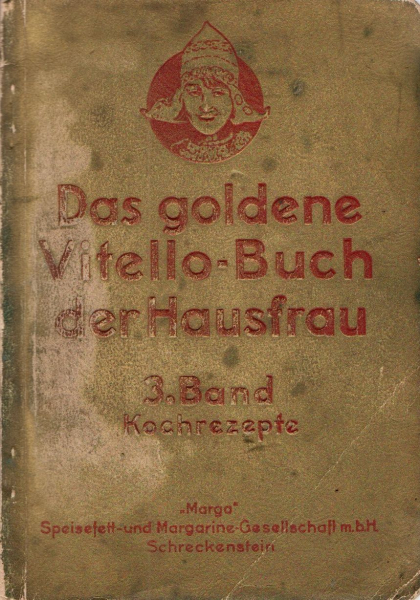 Das goldene
Vitello-Buch
der Hausfrau
3. Band
Kochrezepte
„Marga"
Speisefett- und Margarine-Gesellschaft m.b.H.
Schreckenstein